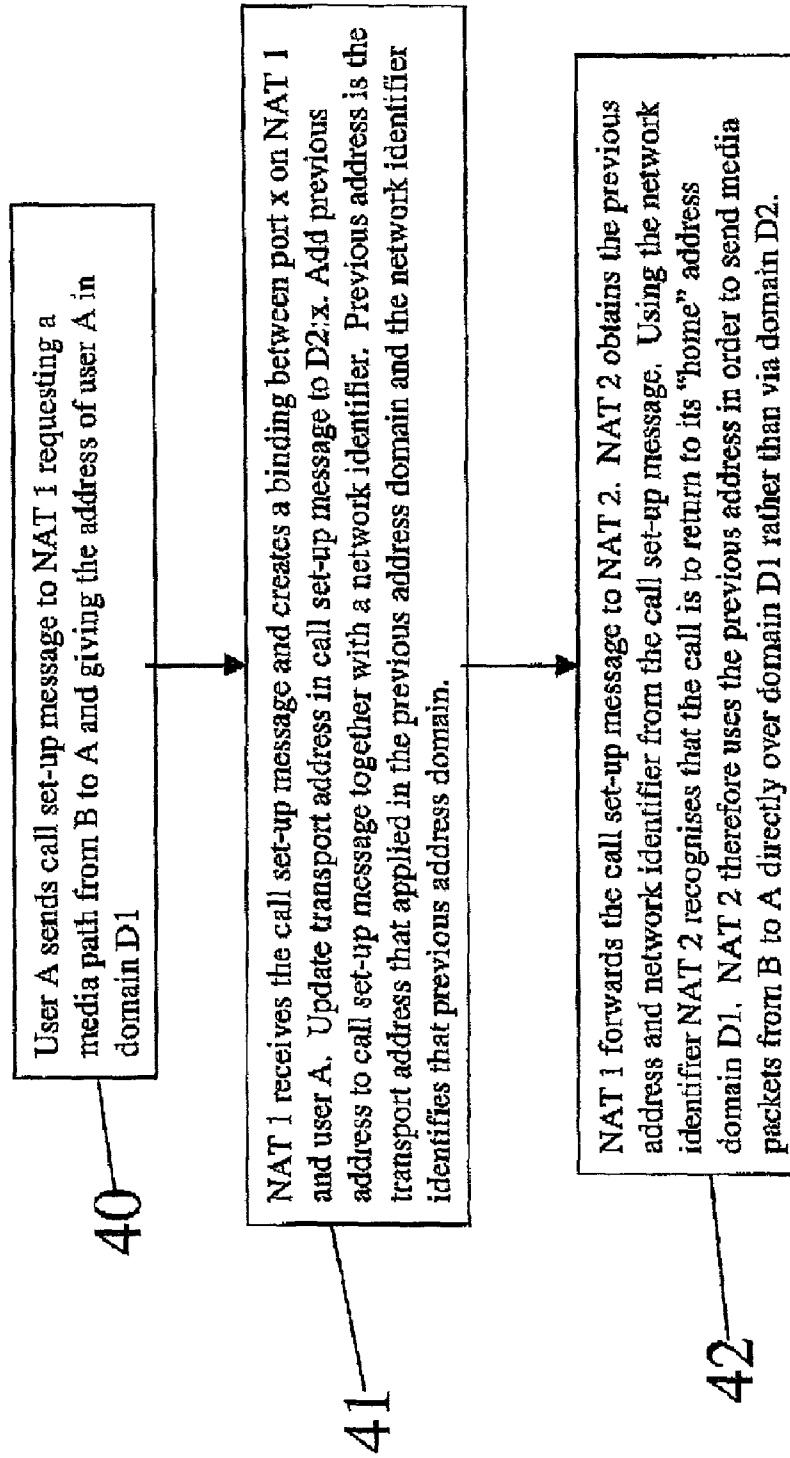 User A sends call set-up message to NAT 1 requesting a
media path from B to A and giving the address of user A in
domain D1
40
NAT 1 receives the call set-up message and creates a binding between port x on NAT 1
and user A. Update transport address in call set-up message to D2:x. Add previous
address to call set-up message together with a network identifier. Previous address is the
transport address that applied in the previous address domain and the network identifier
identifies that previous address domain.
41
NAT 1 forwards the call set-up message to NAT 2. NAT 2 obtains the previous
address and network identifier from the call set-up message. Using the network
identifier NAT 2 recognises that the call is to return to its "home" address
domain D1. NAT 2 therefore uses the previous address in order to send media
packets from B to A directly over domain D1 rather than via domain D2.
42